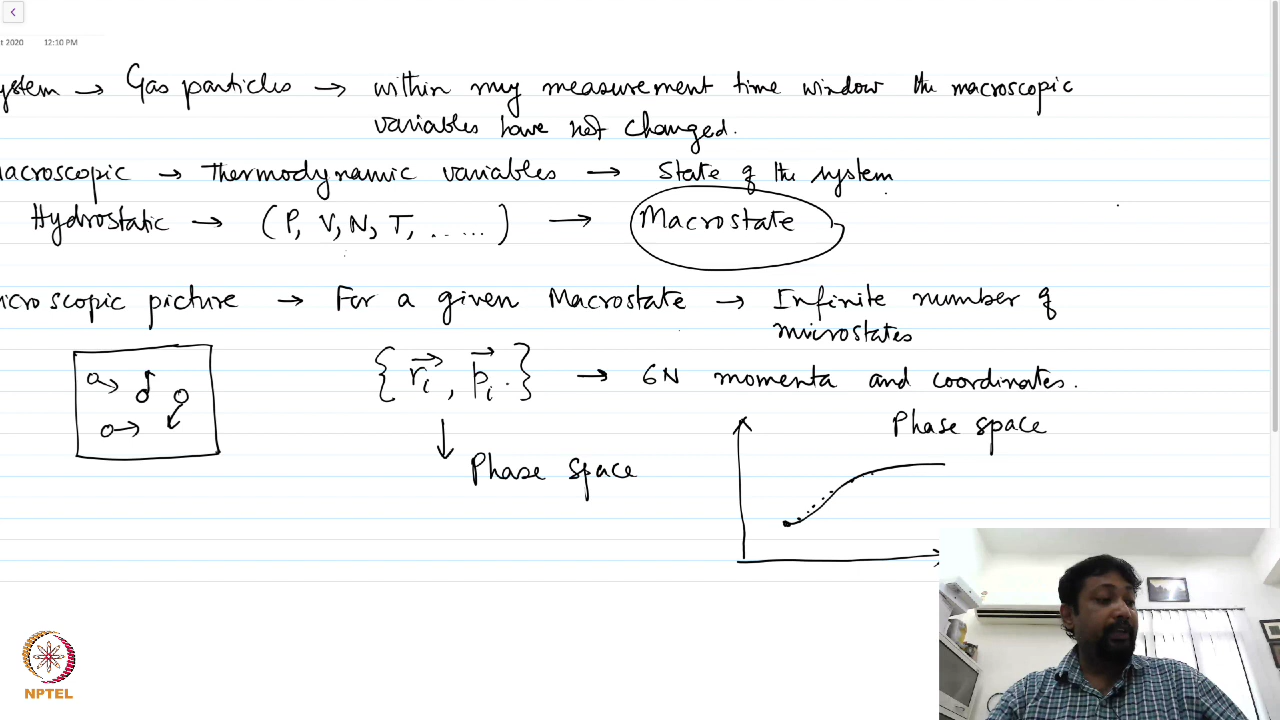 t 2020 12:10 PM
ystem → Gas particles → within my measurement time window the macroscopic
variables have not changed.
acroscopic → Thermodynamic variables → State of the system
Hydrostatic → (P, V, N, T, ........) → Macrostate
icroscopic picture → For a given Macrostate → Infinite number of
microstates
{ r⃗i, p⃗i } → 6N momenta and coordinates.
Phase space
Phase space
NPTEL